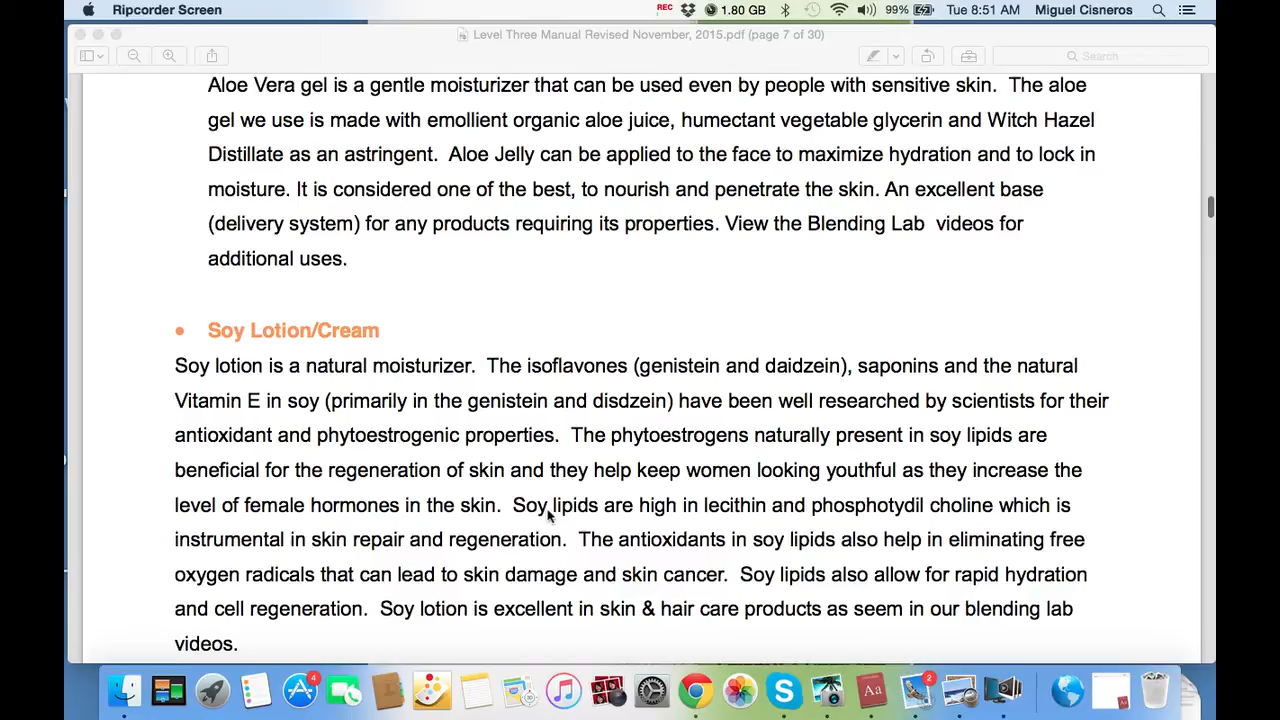 Ripcorder Screen REC 1.80 GB 99% Tue 8:51 AM Miguel Cisneros
Level Three Manual Revised November, 2015.pdf (page 7 of 30)
Search
Aloe Vera gel is a gentle moisturizer that can be used even by people with sensitive skin.  The aloe
gel we use is made with emollient organic aloe juice, humectant vegetable glycerin and Witch Hazel
Distillate as an astringent.  Aloe Jelly can be applied to the face to maximize hydration and to lock in
moisture. It is considered one of the best, to nourish and penetrate the skin. An excellent base
(delivery system) for any products requiring its properties. View the Blending Lab  videos for
additional uses.
• Soy Lotion/Cream
Soy lotion is a natural moisturizer.  The isoflavones (genistein and daidzein), saponins and the natural
Vitamin E in soy (primarily in the genistein and disdzein) have been well researched by scientists for their
antioxidant and phytoestrogenic properties.  The phytoestrogens naturally present in soy lipids are
beneficial for the regeneration of skin and they help keep women looking youthful as they increase the
level of female hormones in the skin.  Soy lipids are high in lecithin and phosphotydil choline which is
instrumental in skin repair and regeneration.  The antioxidants in soy lipids also help in eliminating free
oxygen radicals that can lead to skin damage and skin cancer.  Soy lipids also allow for rapid hydration
and cell regeneration.  Soy lotion is excellent in skin & hair care products as seem in our blending lab
videos.
4
2
Aa